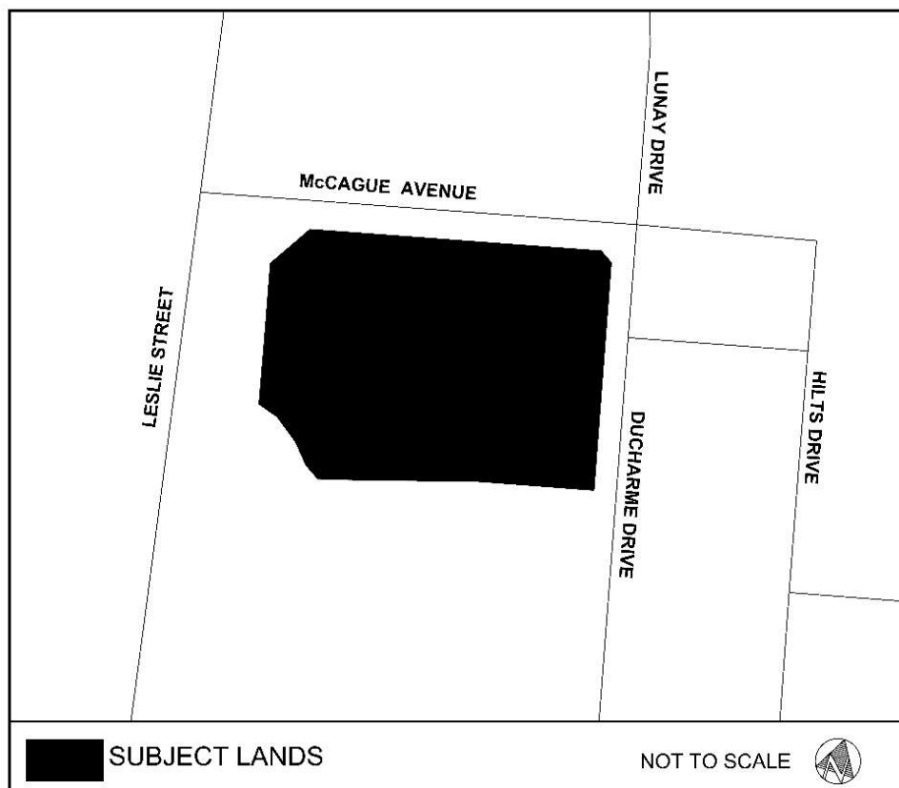 LUNAY DRIVE
McCAGUE AVENUE
LESLIE STREET
HILTS DRIVE
DUCHARME DRIVE
SUBJECT LANDS
NOT TO SCALE
N